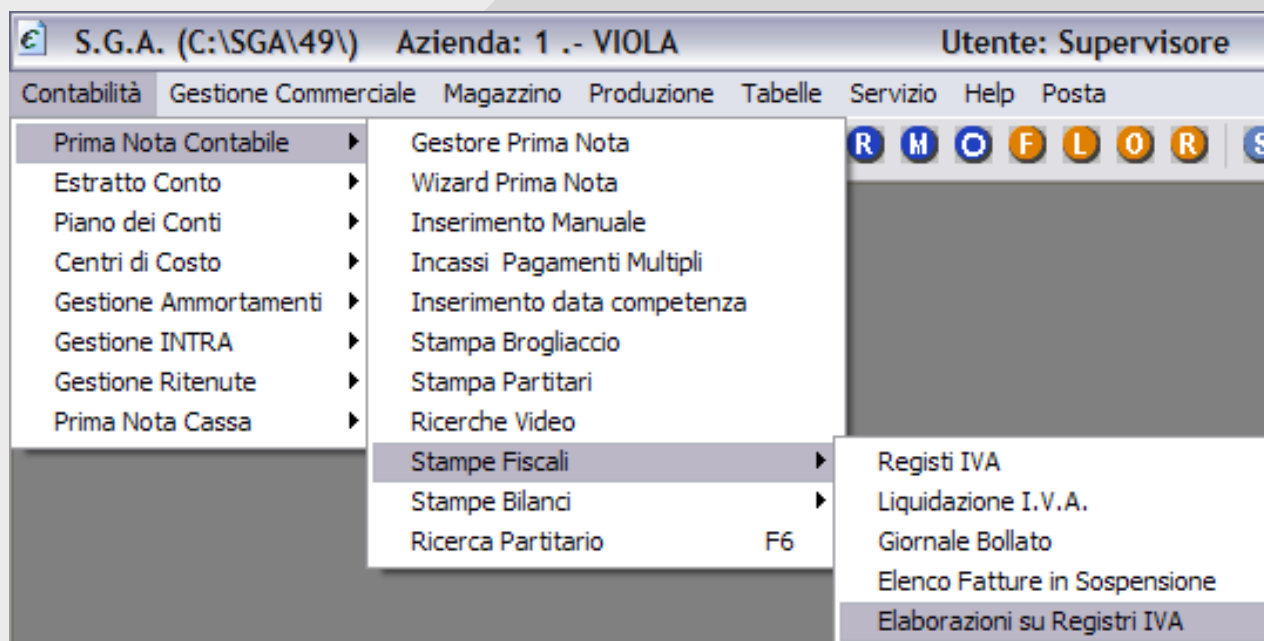 S.G.A. (C:\SGA\49\) Azienda: 1 .- VIOLA Utente: Supervisore
Contabilità Gestione Commerciale Magazzino Produzione Tabelle Servizio Help Posta
R M O F L O R S
Prima Nota Contabile
Estratto Conto
Piano dei Conti
Centri di Costo
Gestione Ammortamenti
Gestione INTRA
Gestione Ritenute
Prima Nota Cassa
Gestore Prima Nota
Wizard Prima Nota
Inserimento Manuale
Incassi Pagamenti Multipli
Inserimento data competenza
Stampa Brogliaccio
Stampa Partitari
Ricerche Video
Stampe Fiscali
Stampe Bilanci
Ricerca Partitario F6
Registi IVA
Liquidazione I.V.A.
Giornale Bollato
Elenco Fatture in Sospensione
Elaborazioni su Registri IVA